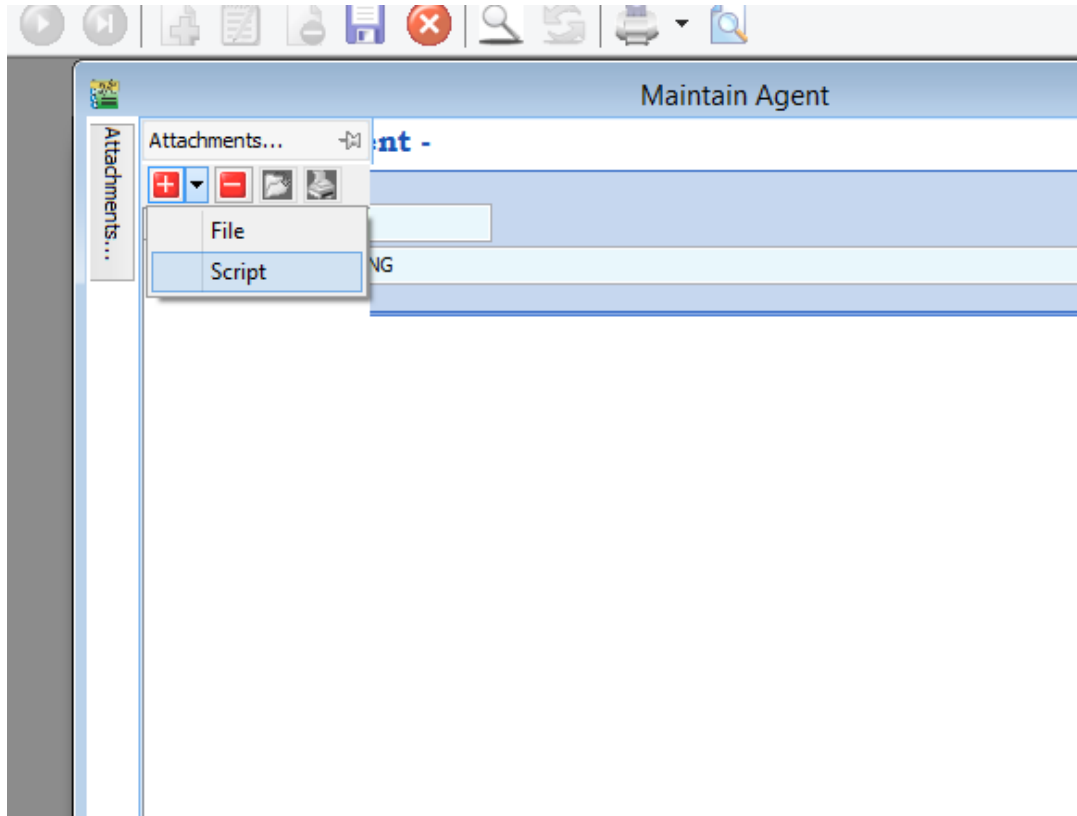 Maintain Agent
Attachments...
Attachments...
ent -
File
NG
Script